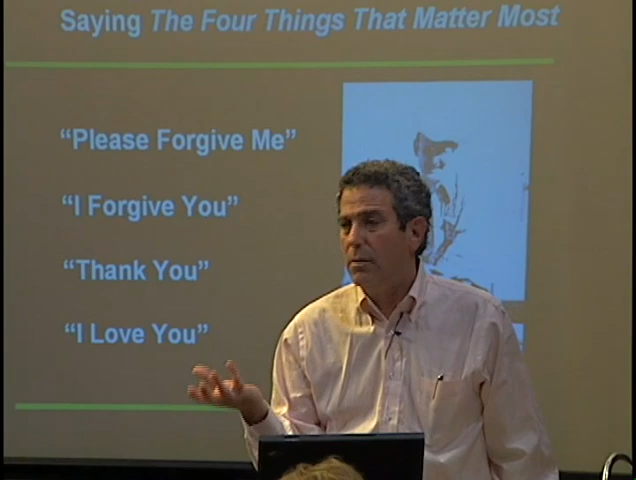 Saying The Four Things That Matter Most
“Please Forgive Me”
“I Forgive You”
“Thank You”
“I Love You”